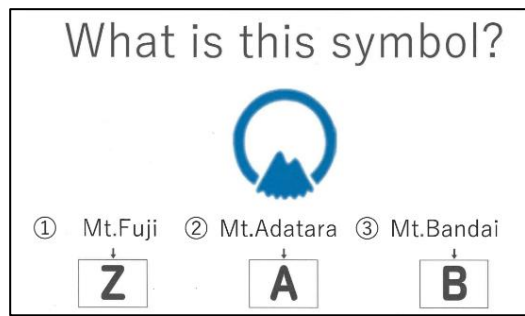 What is this symbol?
① Mt.Fuji ② Mt.Adatara ③ Mt.Bandai
Z A B